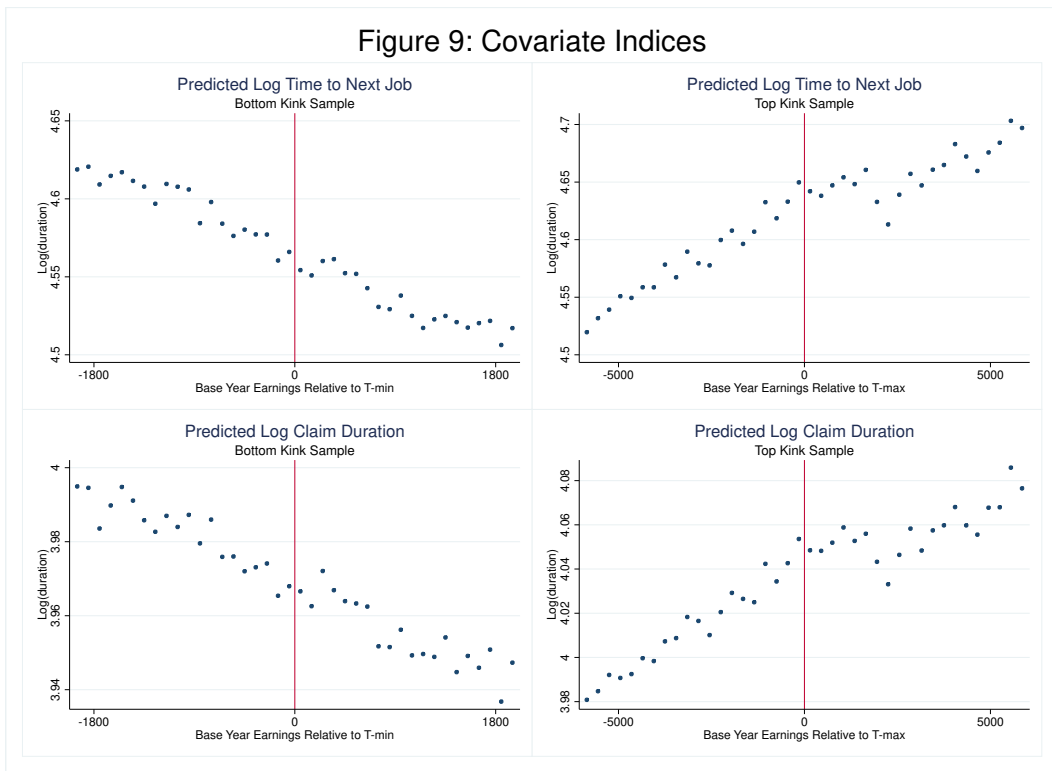 Figure 9: Covariate Indices
Predicted Log Time to Next Job
Bottom Kink Sample
Log(duration)
4.65
4.6
4.55
4.5
-1800 0 1800
Base Year Earnings Relative to T-min
Predicted Log Time to Next Job
Top Kink Sample
Log(duration)
4.7
4.65
4.6
4.55
4.5
-5000 0 5000
Base Year Earnings Relative to T-max
Predicted Log Claim Duration
Bottom Kink Sample
Log(duration)
4
3.98
3.96
3.94
-1800 0 1800
Base Year Earnings Relative to T-min
Predicted Log Claim Duration
Top Kink Sample
Log(duration)
4.08
4.06
4.04
4.02
4
3.98
-5000 0 5000
Base Year Earnings Relative to T-max